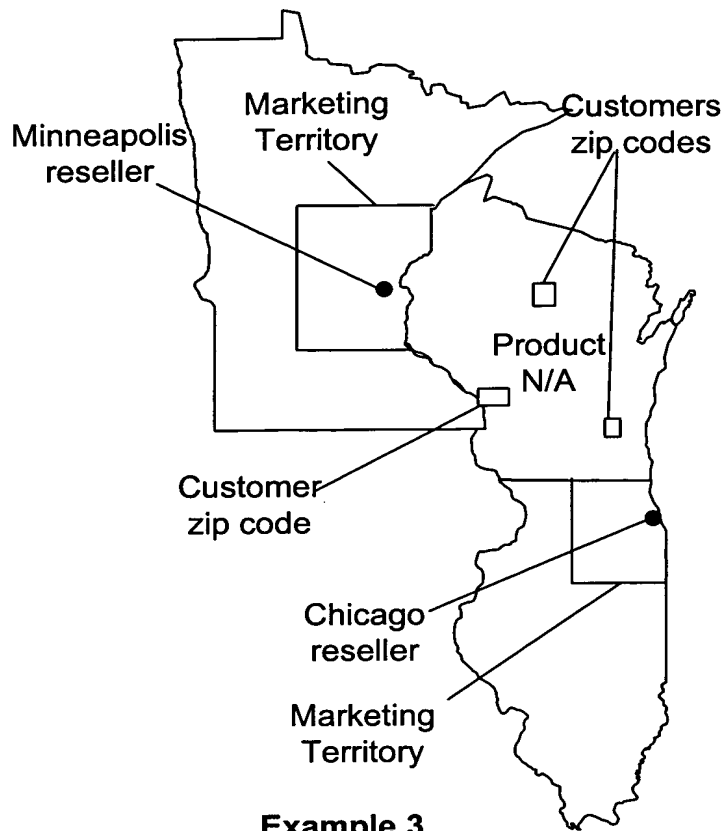 Marketing
Territory
Customers
zip codes
Minneapolis
reseller
Product
N/A
Customer
zip code
Chicago
reseller
Marketing
Territory
Example 3